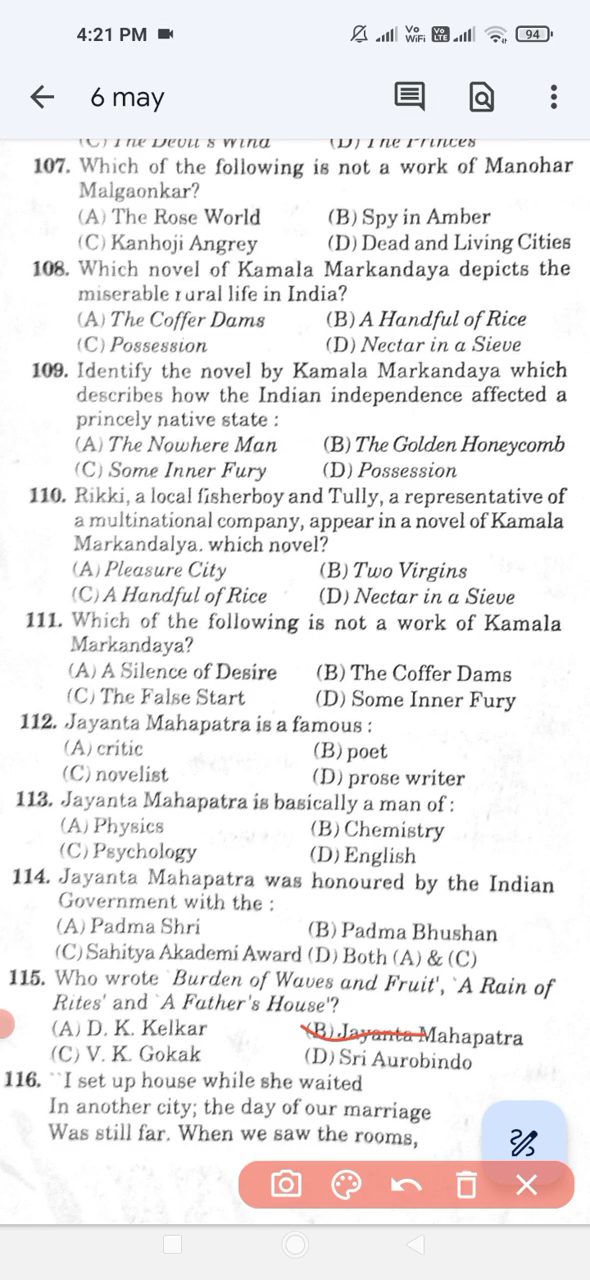 4:21 PM
Vo WiFi Vo LTE 94
6 may
(C) The Devil's Wind (D) The Princes
107. Which of the following is not a work of Manohar
Malgaonkar?
(A) The Rose World (B) Spy in Amber
(C) Kanhoji Angrey (D) Dead and Living Cities
108. Which novel of Kamala Markandaya depicts the
miserable rural life in India?
(A) The Coffer Dams (B) A Handful of Rice
(C) Possession (D) Nectar in a Sieve
109. Identify the novel by Kamala Markandaya which
describes how the Indian independence affected a
princely native state :
(A) The Nowhere Man (B) The Golden Honeycomb
(C) Some Inner Fury (D) Possession
110. Rikki, a local fisherboy and Tully, a representative of
a multinational company, appear in a novel of Kamala
Markandalya. which novel?
(A) Pleasure City (B) Two Virgins
(C) A Handful of Rice (D) Nectar in a Sieve
111. Which of the following is not a work of Kamala
Markandaya?
(A) A Silence of Desire (B) The Coffer Dams
(C) The False Start (D) Some Inner Fury
112. Jayanta Mahapatra is a famous :
(A) critic (B) poet
(C) novelist (D) prose writer
113. Jayanta Mahapatra is basically a man of :
(A) Physics (B) Chemistry
(C) Psychology (D) English
114. Jayanta Mahapatra was honoured by the Indian
Government with the :
(A) Padma Shri (B) Padma Bhushan
(C) Sahitya Akademi Award (D) Both (A) & (C)
115. Who wrote `Burden of Waves and Fruit', `A Rain of
Rites' and `A Father's House'?
(A) D. K. Kelkar (B) Jayanta Mahapatra
(C) V. K. Gokak (D) Sri Aurobindo
116. ``I set up house while she waited
In another city; the day of our marriage
Was still far. When we saw the rooms,